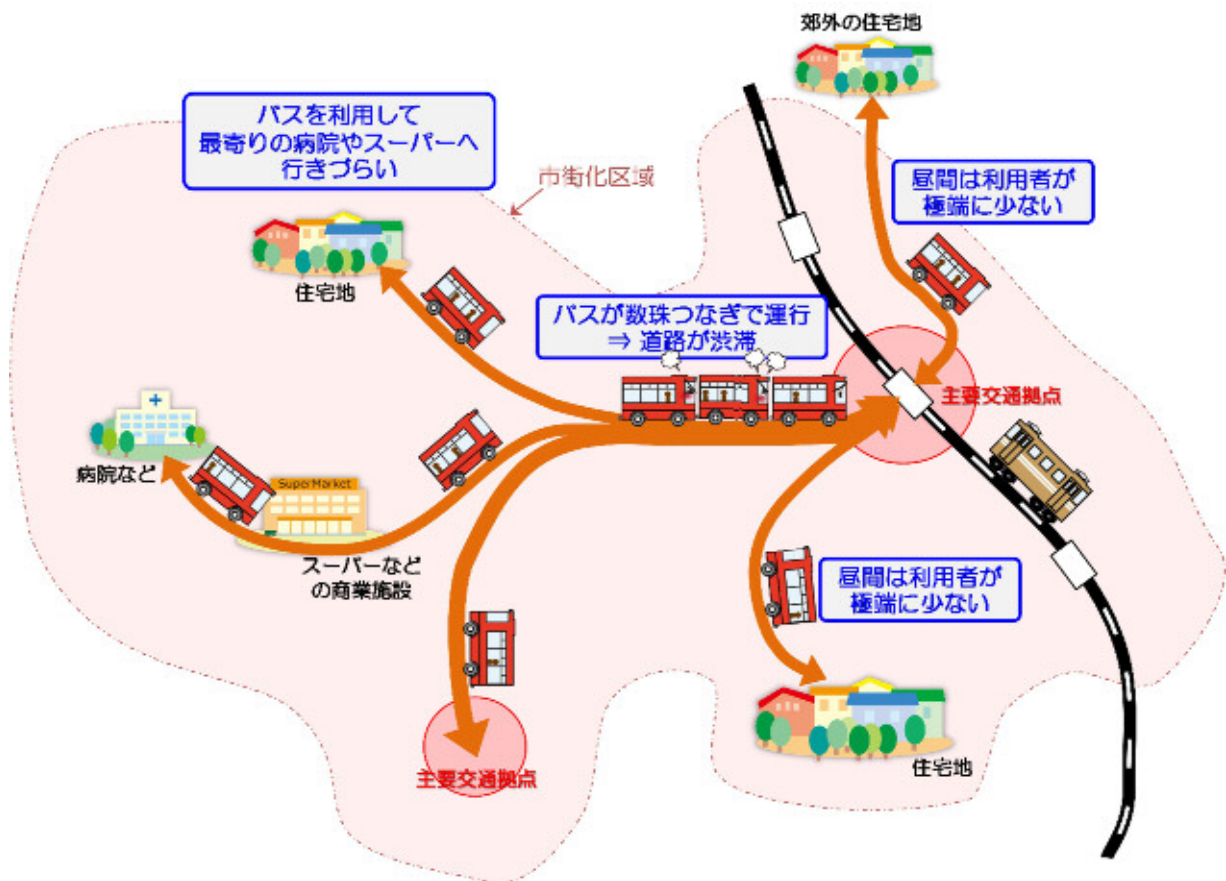 郊外の住宅地
バスを利用して
最寄りの病院やスーパーへ
行きづらい
市街化区域
昼間は利用者が
極端に少ない
住宅地
バスが数珠つなぎで運行
⇒ 道路が渋滞
主要交通拠点
病院など
SuperMarket
スーパーなど
の商業施設
昼間は利用者が
極端に少ない
主要交通拠点
住宅地